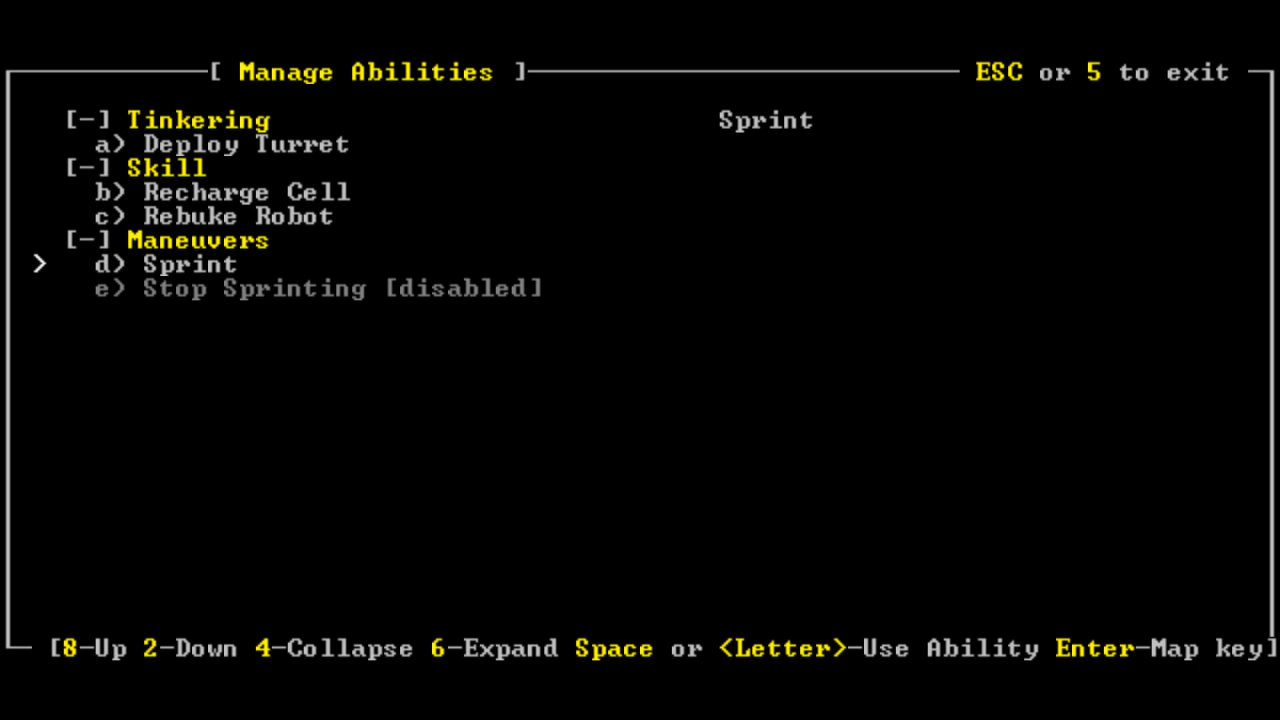 [ Manage Abilities ] ESC or 5 to exit
[-] Tinkering Sprint
a) Deploy Turret
[-] Skill
b) Recharge Cell
c) Rebuke Robot
[-] Maneuvers
> d) Sprint
e) Stop Sprinting [disabled]
[8-Up 2-Down 4-Collapse 6-Expand Space or <Letter>-Use Ability Enter-Map key]